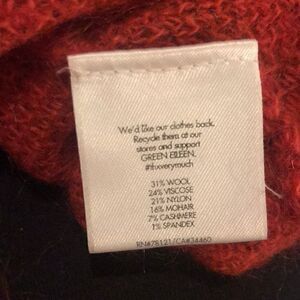 We'd like our clothes back.
Recycle them at our
stores and support
GREEN EILEEN.
#thxverymuch
31% WOOL
24% VISCOSE
21% NYLON
16% MOHAIR
7% CASHMERE
1% SPANDEX
RN#78121/CA#34460